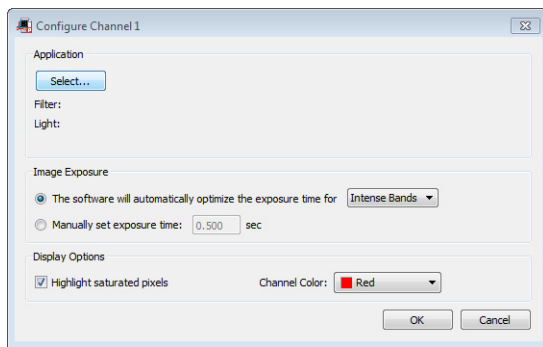 Configure Channel 1
Application
Select...
Filter:
Light:
Image Exposure
The software will automatically optimize the exposure time for Intense Bands
Manually set exposure time: 0.500 sec
Display Options
Highlight saturated pixels Channel Color: Red
OK Cancel